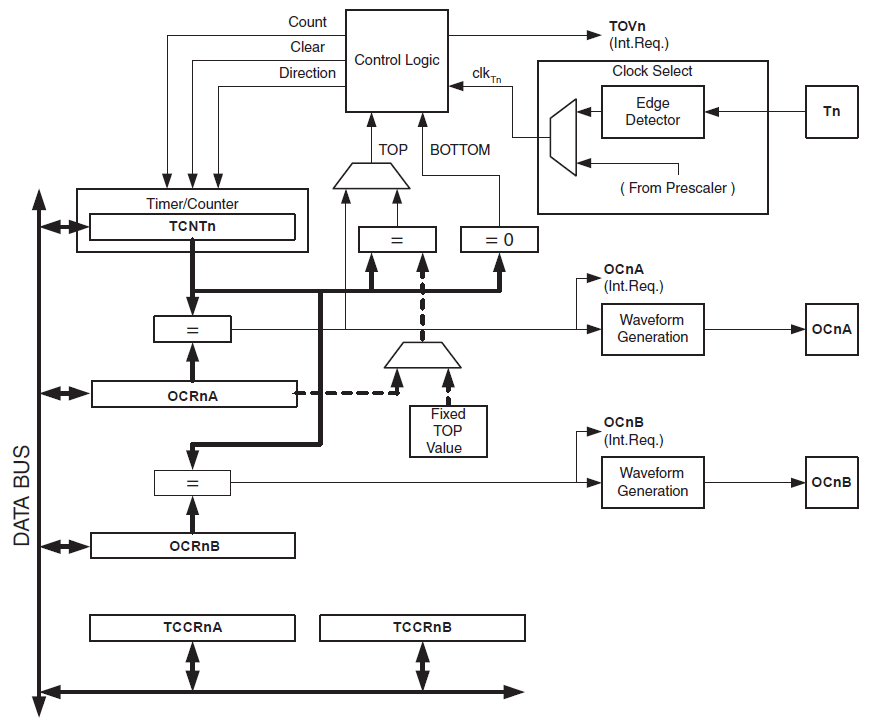 Count
Clear
Direction
Control Logic
TOVn
(Int.Req.)
clkTn
Clock Select
Edge
Detector
Tn
( From Prescaler )
TOP
BOTTOM
Timer/Counter
TCNTn
=
= 0
OCnA
(Int.Req.)
=
Waveform
Generation
OCnA
OCRnA
Fixed
TOP
Value
OCnB
(Int.Req.)
=
Waveform
Generation
OCnB
DATA BUS
OCRnB
TCCRnA
TCCRnB